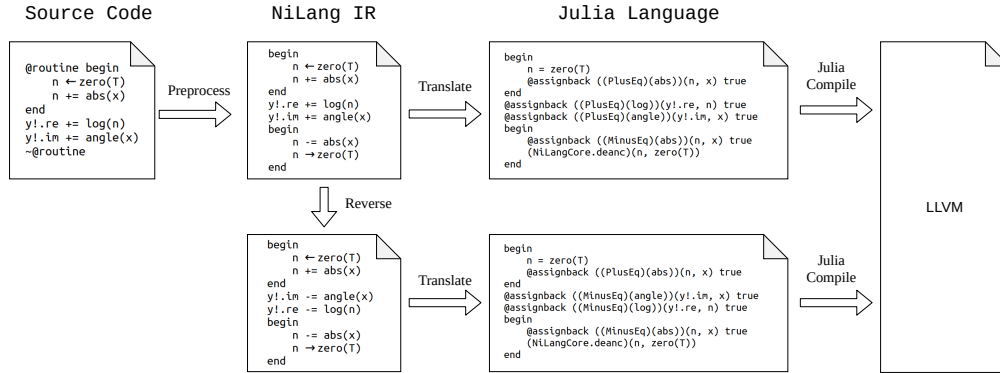 Source Code
NiLang IR
Julia Language
@routine begin
    n ←zero(T)
    n += abs(x)
end
y!.re += log(n)
y!.im += angle(x)
~@routine
Preprocess
begin
    n ←zero(T)
    n += abs(x)
end
y!.re += log(n)
y!.im += angle(x)
begin
    n -= abs(x)
    n →zero(T)
end
Translate
begin
    n = zero(T)
    @assignback ((PlusEq)(abs))(n, x) true
end
@assignback ((PlusEq)(log))(y!.re, n) true
@assignback ((PlusEq)(angle))(y!.im, x) true
begin
    @assignback ((MinusEq)(abs))(n, x) true
    (NiLangCore.deanc)(n, zero(T))
end
Julia
Compile
LLVM
Reverse
begin
    n ←zero(T)
    n += abs(x)
end
y!.im -= angle(x)
y!.re -= log(n)
begin
    n -= abs(x)
    n →zero(T)
end
Translate
begin
    n = zero(T)
    @assignback ((PlusEq)(abs))(n, x) true
end
@assignback ((MinusEq)(angle))(y!.im, x) true
@assignback ((MinusEq)(log))(y!.re, n) true
begin
    @assignback ((MinusEq)(abs))(n, x) true
    (NiLangCore.deanc)(n, zero(T))
end
Julia
Compile